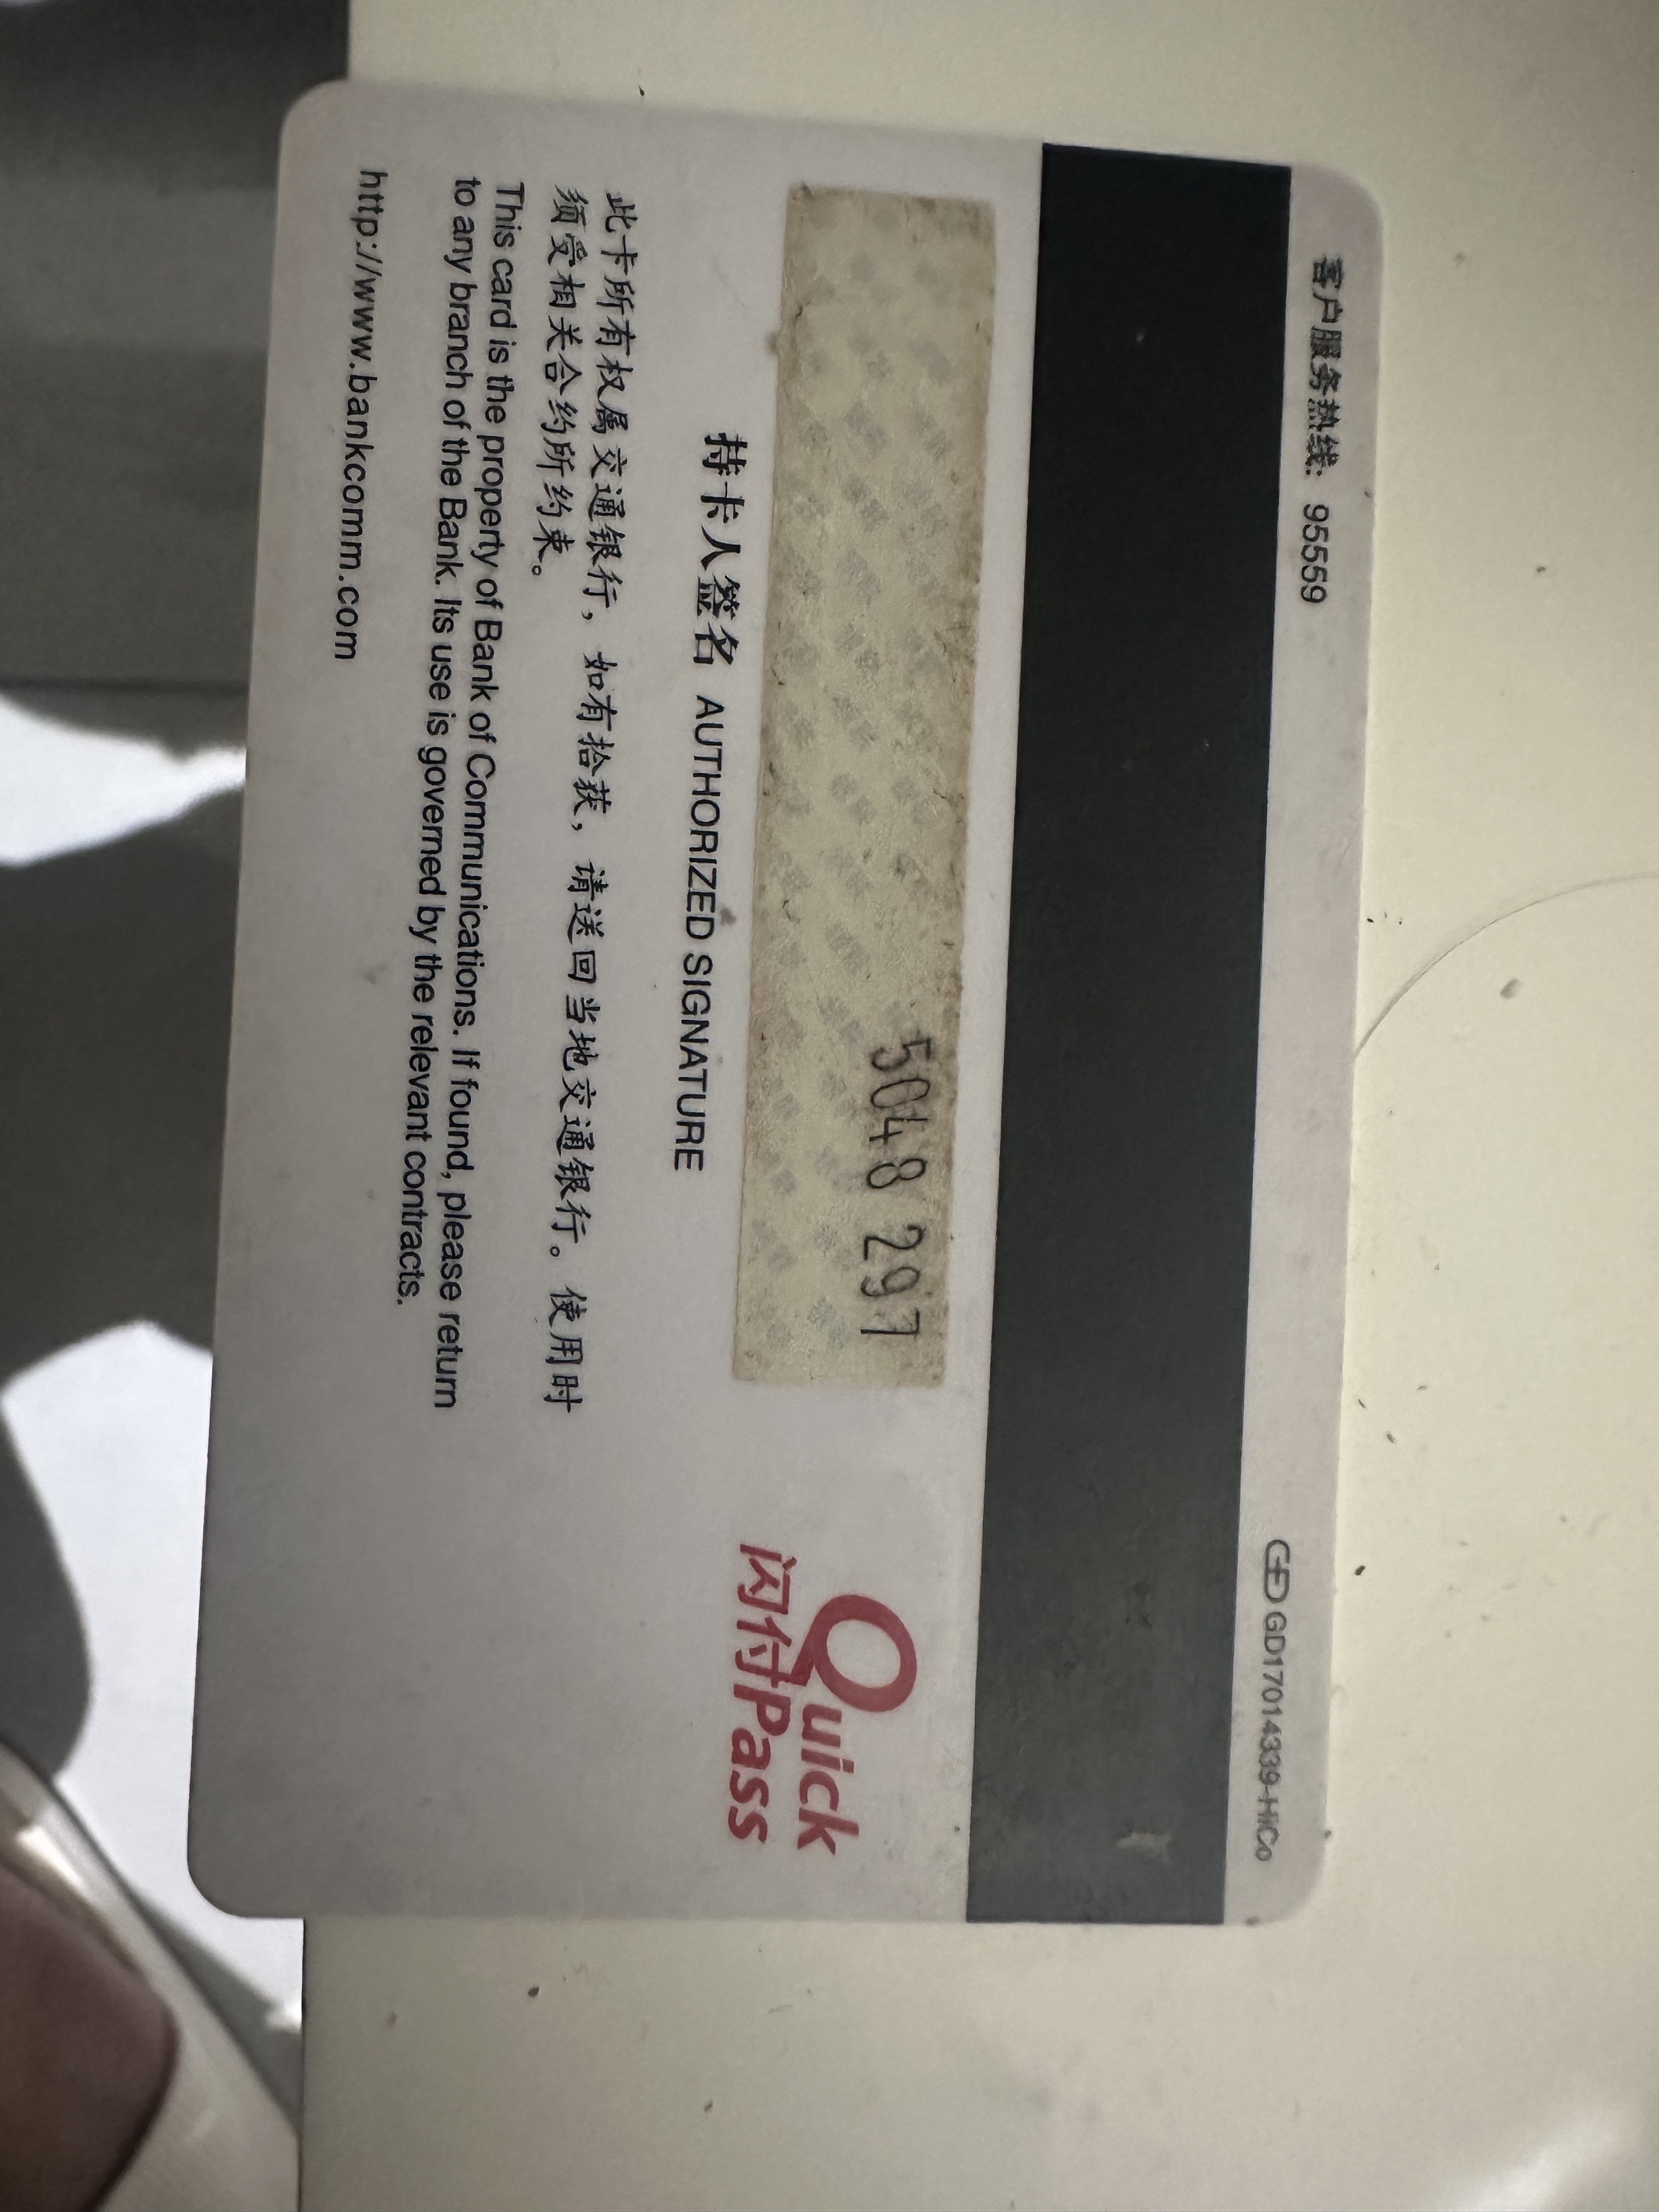 客户服务热线：95559
GD GD17014339-HiCo
5048 297
持卡人签名 AUTHORIZED SIGNATURE
Quick
闪付Pass
此卡所有权属交通银行，如有拾获，请送回当地交通银行。使用时
须受相关合约所约束。
This card is the property of Bank of Communications. If found, please return
to any branch of the Bank. Its use is governed by the relevant contracts.
http://www.bankcomm.com